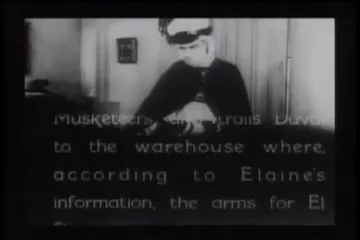 Musketeers and trails Duval
to the warehouse where,
according to Elaine's
information, the arms for El